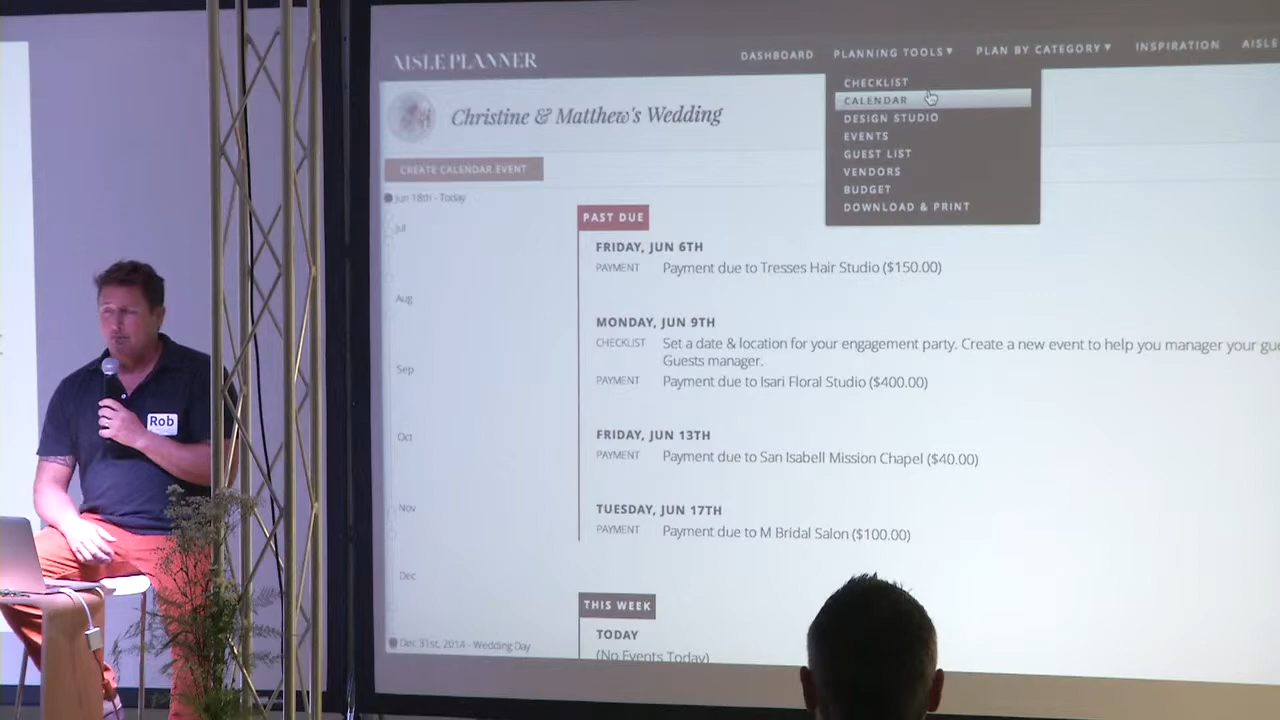 AISLE PLANNER
DASHBOARD
PLANNING TOOLS
PLAN BY CATEGORY
INSPIRATION
AISLE
CHECKLIST
CALENDAR
DESIGN STUDIO
EVENTS
GUEST LIST
VENDORS
BUDGET
DOWNLOAD & PRINT
Christine & Matthew's Wedding
CREATE CALENDAR EVENT
Jun 18th - Today
Jul
Aug
Sep
Oct
Nov
Dec
Dec 31st, 2014 - Wedding Day
PAST DUE
FRIDAY, JUN 6TH
PAYMENT Payment due to Tresses Hair Studio ($150.00)
MONDAY, JUN 9TH
CHECKLIST Set a date & location for your engagement party. Create a new event to help you manager your gue
Guests manager.
PAYMENT Payment due to Isari Floral Studio ($400.00)
FRIDAY, JUN 13TH
PAYMENT Payment due to San Isabell Mission Chapel ($40.00)
TUESDAY, JUN 17TH
PAYMENT Payment due to M Bridal Salon ($100.00)
THIS WEEK
TODAY
(No Events Today)
Rob